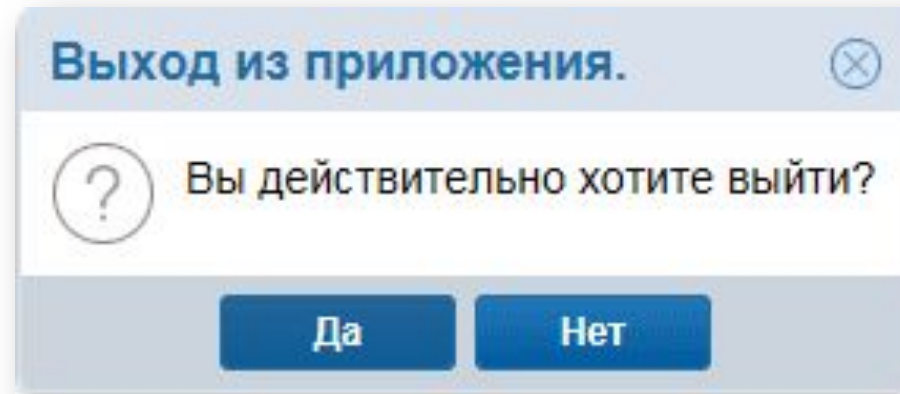 Выход из приложения.
?
Вы действительно хотите выйти?
Да
Нет